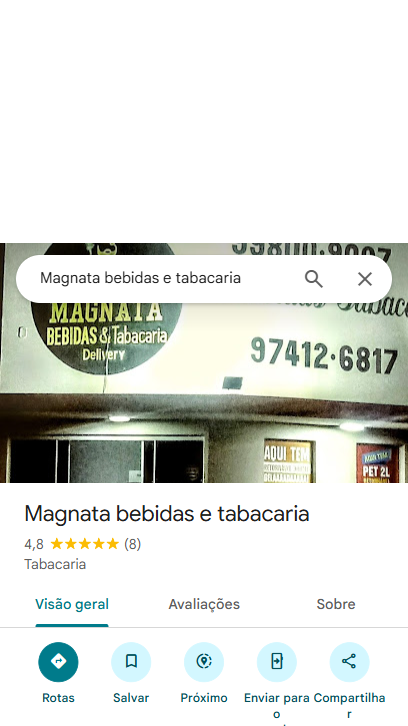 Magnata bebidas e tabacaria
MAGNATA
BEBIDAS & Tabacaria
Delivery
97412·6817
AQUI TEM
PET 2L
Magnata bebidas e tabacaria
4,8 (8)
Tabacaria
Visão geral Avaliações Sobre
Rotas Salvar Próximo Enviar para o Compartilhar